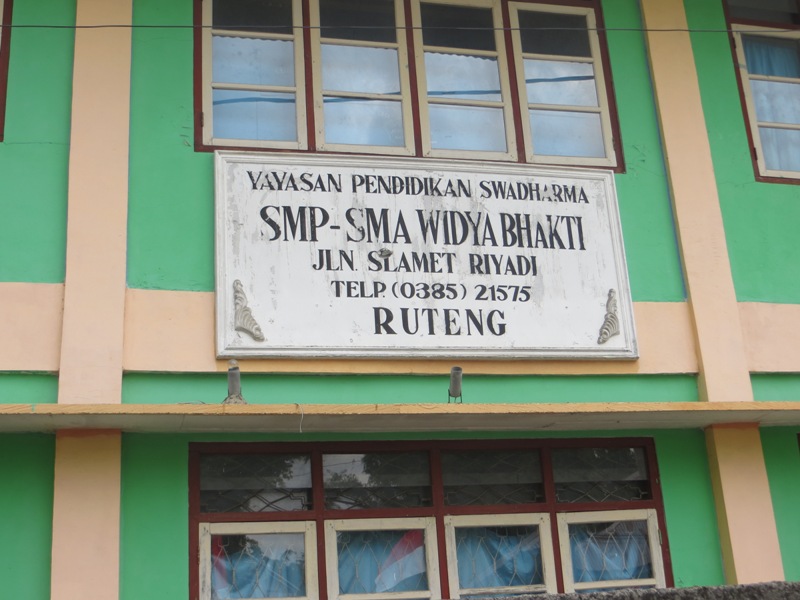 YAYASAN PENDIDIKAN SWADHARMA
SMP-SMA WIDYA BHAKTI
JLN. SLAMET RIYADI
TELP. (0385) 21575
RUTENG